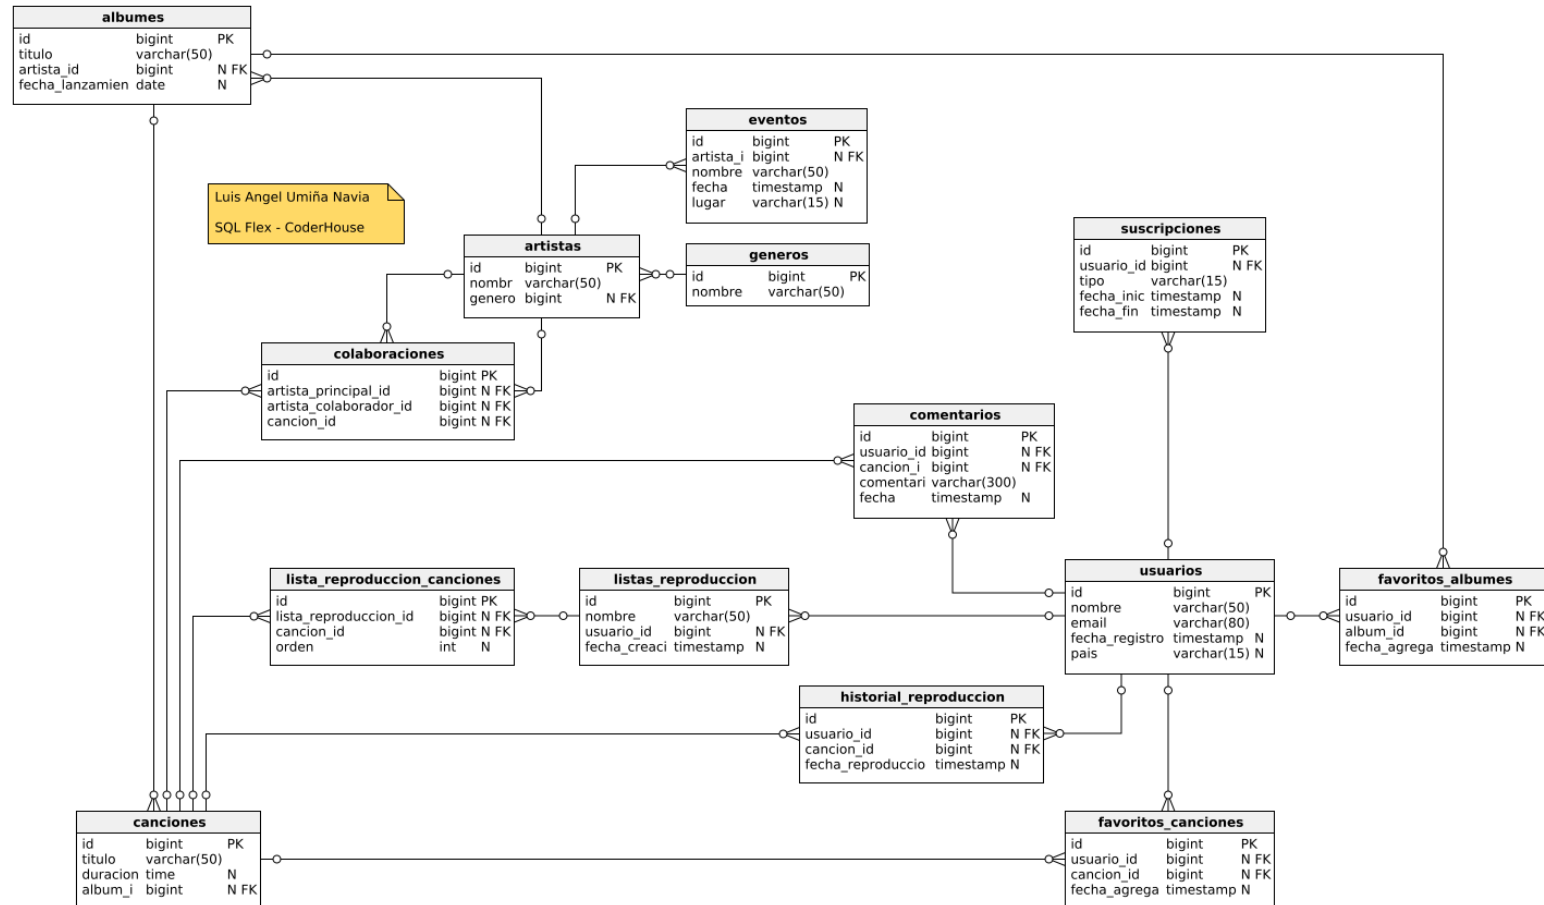 albumes
id bigint PK
titulo varchar(50)
artista_id bigint N FK
fecha_lanzamien date N
eventos
id bigint PK
artista_i bigint N FK
nombre varchar(50)
fecha timestamp N
lugar varchar(15) N
Luis Angel Umiña Navia
SQL Flex - CoderHouse
artistas
id bigint PK
nombr varchar(50)
genero bigint N FK
generos
id bigint PK
nombre varchar(50)
suscripciones
id bigint PK
usuario_id bigint N FK
tipo varchar(15)
fecha_inic timestamp N
fecha_fin timestamp N
colaboraciones
id bigint PK
artista_principal_id bigint N FK
artista_colaborador_id bigint N FK
cancion_id bigint N FK
comentarios
id bigint PK
usuario_id bigint N FK
cancion_i bigint N FK
comentari varchar(300)
fecha timestamp N
lista_reproduccion_canciones
id bigint PK
lista_reproduccion_id bigint N FK
cancion_id bigint N FK
orden int N
listas_reproduccion
id bigint PK
nombre varchar(50)
usuario_id bigint N FK
fecha_creaci timestamp N
usuarios
id bigint PK
nombre varchar(50)
email varchar(80)
fecha_registro timestamp N
pais varchar(15) N
favoritos_albumes
id bigint PK
usuario_id bigint N FK
album_id bigint N FK
fecha_agrega timestamp N
historial_reproduccion
id bigint PK
usuario_id bigint N FK
cancion_id bigint N FK
fecha_reproduccio timestamp N
canciones
id bigint PK
titulo varchar(50)
duracion time N
album_i bigint N FK
favoritos_canciones
id bigint PK
usuario_id bigint N FK
cancion_id bigint N FK
fecha_agrega timestamp N